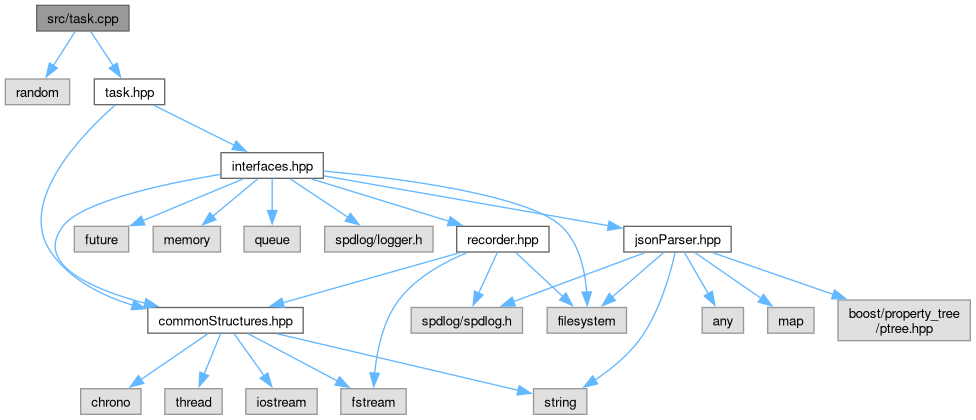 src/task.cpp
random
task.hpp
interfaces.hpp
future
memory
queue
spdlog/logger.h
recorder.hpp
jsonParser.hpp
commonStructures.hpp
spdlog/spdlog.h
filesystem
any
map
boost/property_tree
/ptree.hpp
chrono
thread
iostream
fstream
string